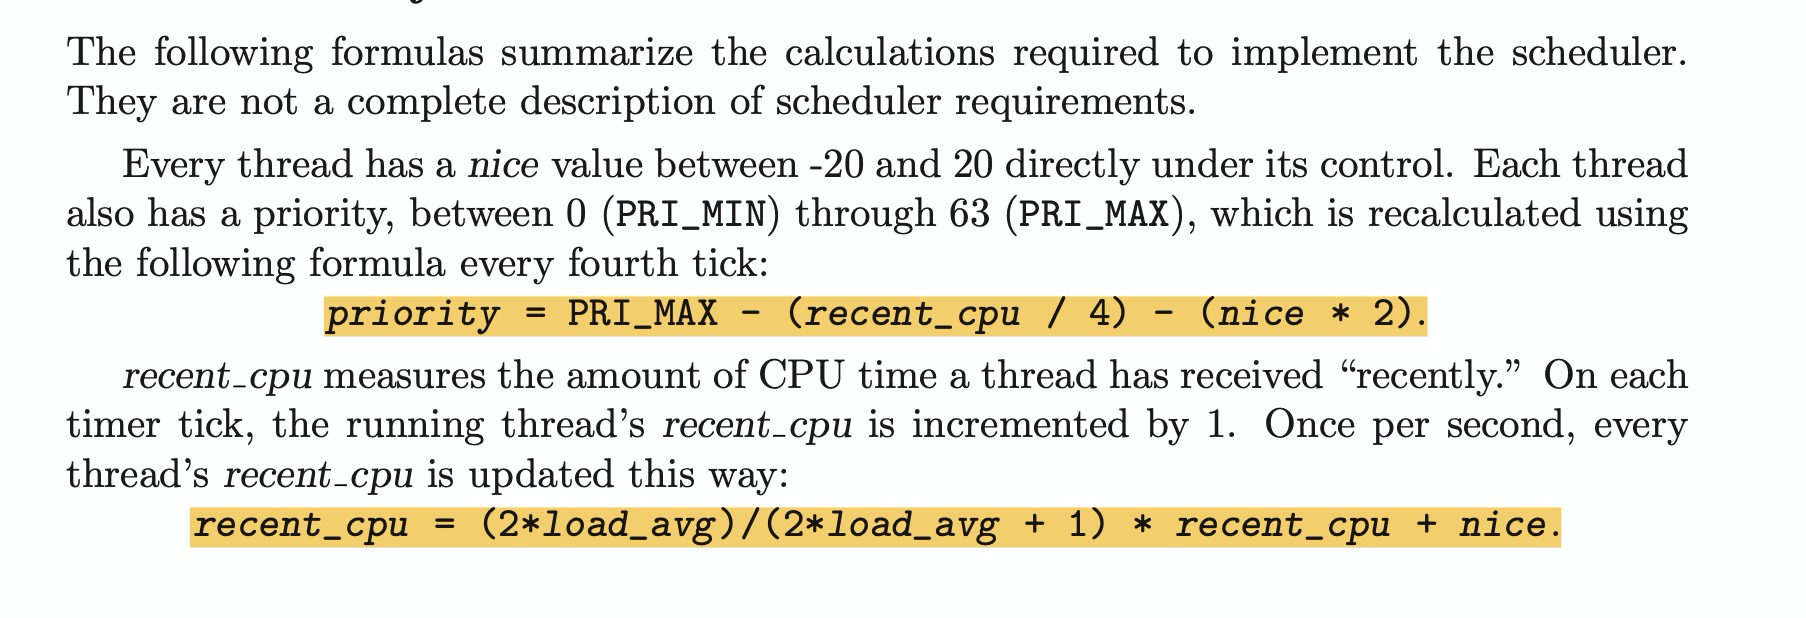 The following formulas summarize the calculations required to implement the scheduler.
They are not a complete description of scheduler requirements.
Every thread has a nice value between -20 and 20 directly under its control. Each thread
also has a priority, between 0 (PRI_MIN) through 63 (PRI_MAX), which is recalculated using
the following formula every fourth tick:
priority = PRI_MAX - (recent_cpu / 4) - (nice * 2).
recent_cpu measures the amount of CPU time a thread has received “recently.” On each
timer tick, the running thread’s recent_cpu is incremented by 1. Once per second, every
thread’s recent_cpu is updated this way:
recent_cpu = (2*load_avg)/(2*load_avg + 1) * recent_cpu + nice.